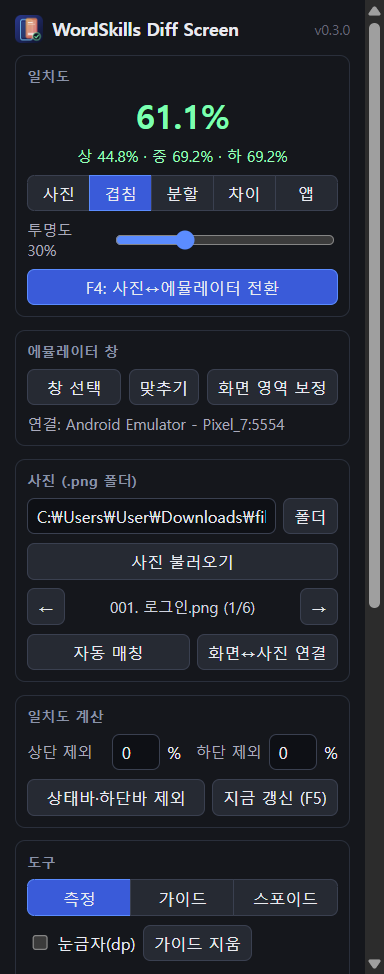 WordSkills Diff Screen v0.3.0
일치도
61.1%
상 44.8% · 중 69.2% · 하 69.2%
사진 겹침 분할 차이 앱
투명도
30%
F4: 사진↔에뮬레이터 전환
에뮬레이터 창
창 선택 맞추기 화면 영역 보정
연결: Android Emulator - Pixel_7:5554
사진 (.png 폴더)
C:₩Users₩User₩Downloads₩fil 폴더
사진 불러오기
← 001. 로그인.png (1/6) →
자동 매칭 화면↔사진 연결
일치도 계산
상단 제외 0 % 하단 제외 0 %
상태바·하단바 제외 지금 갱신 (F5)
도구
측정 가이드 스포이드
눈금자(dp) 가이드 지움